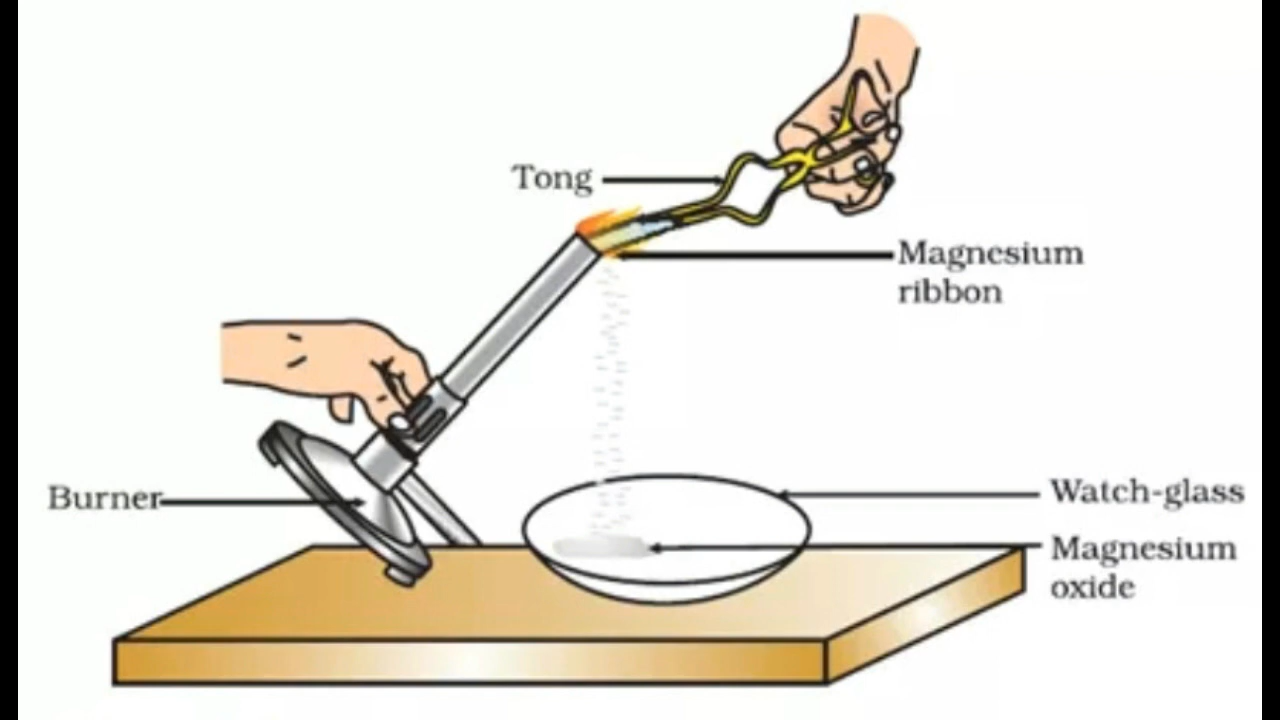 Tong
Magnesium
ribbon
Burner
Watch-glass
Magnesium
oxide